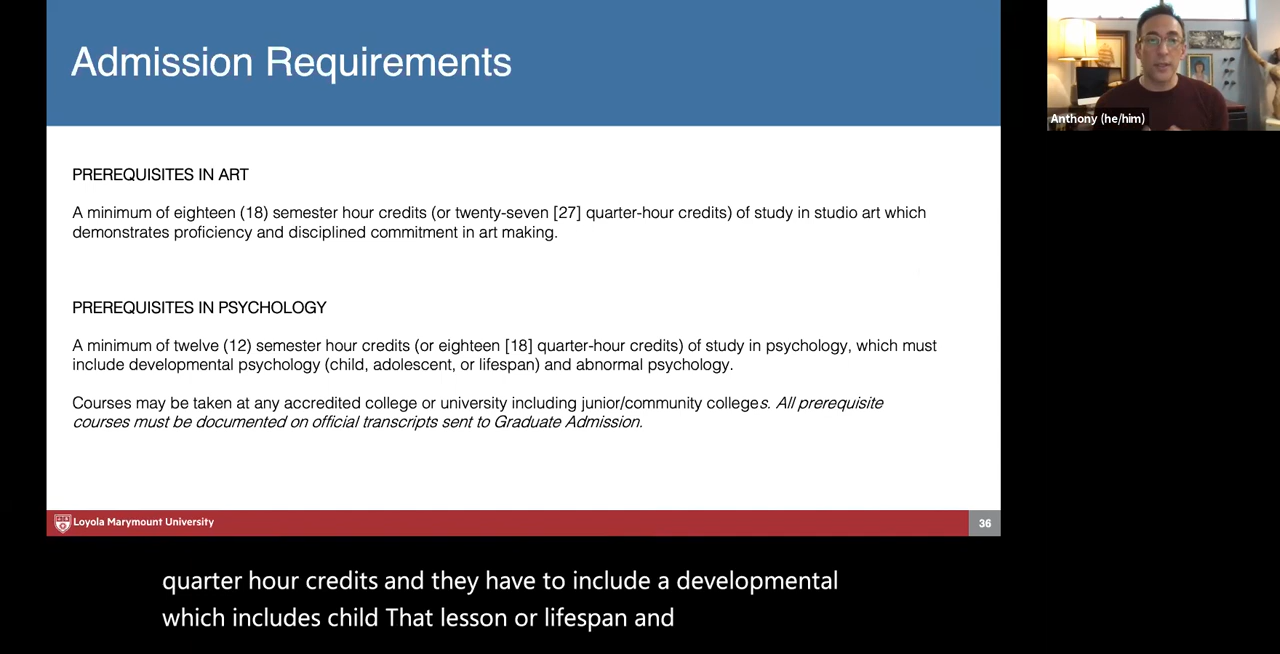 Admission Requirements
Anthony (he/him)
PREREQUISITES IN ART
A minimum of eighteen (18) semester hour credits (or twenty-seven [27] quarter-hour credits) of study in studio art which
demonstrates proficiency and disciplined commitment in art making.
PREREQUISITES IN PSYCHOLOGY
A minimum of twelve (12) semester hour credits (or eighteen [18] quarter-hour credits) of study in psychology, which must
include developmental psychology (child, adolescent, or lifespan) and abnormal psychology.
Courses may be taken at any accredited college or university including junior/community colleges. All prerequisite
courses must be documented on official transcripts sent to Graduate Admission.
Loyola Marymount University
36
quarter hour credits and they have to include a developmental
which includes child That lesson or lifespan and